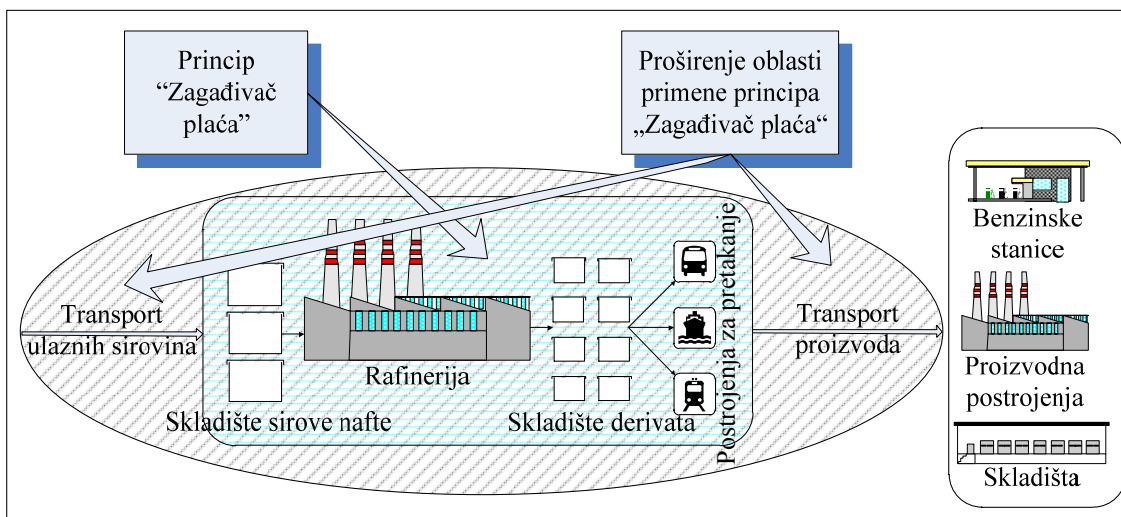 Princip
“Zagađivač
plaća”
Proširenje oblasti
primene principa
„Zagađivač plaća“
Transport
ulaznih sirovina
Rafinerija
Skladište sirove nafte
Skladište derivata
Postrojenja za pretakanje
Transport
proizvoda
Benzinske
stanice
Proizvodna
postrojenja
Skladišta